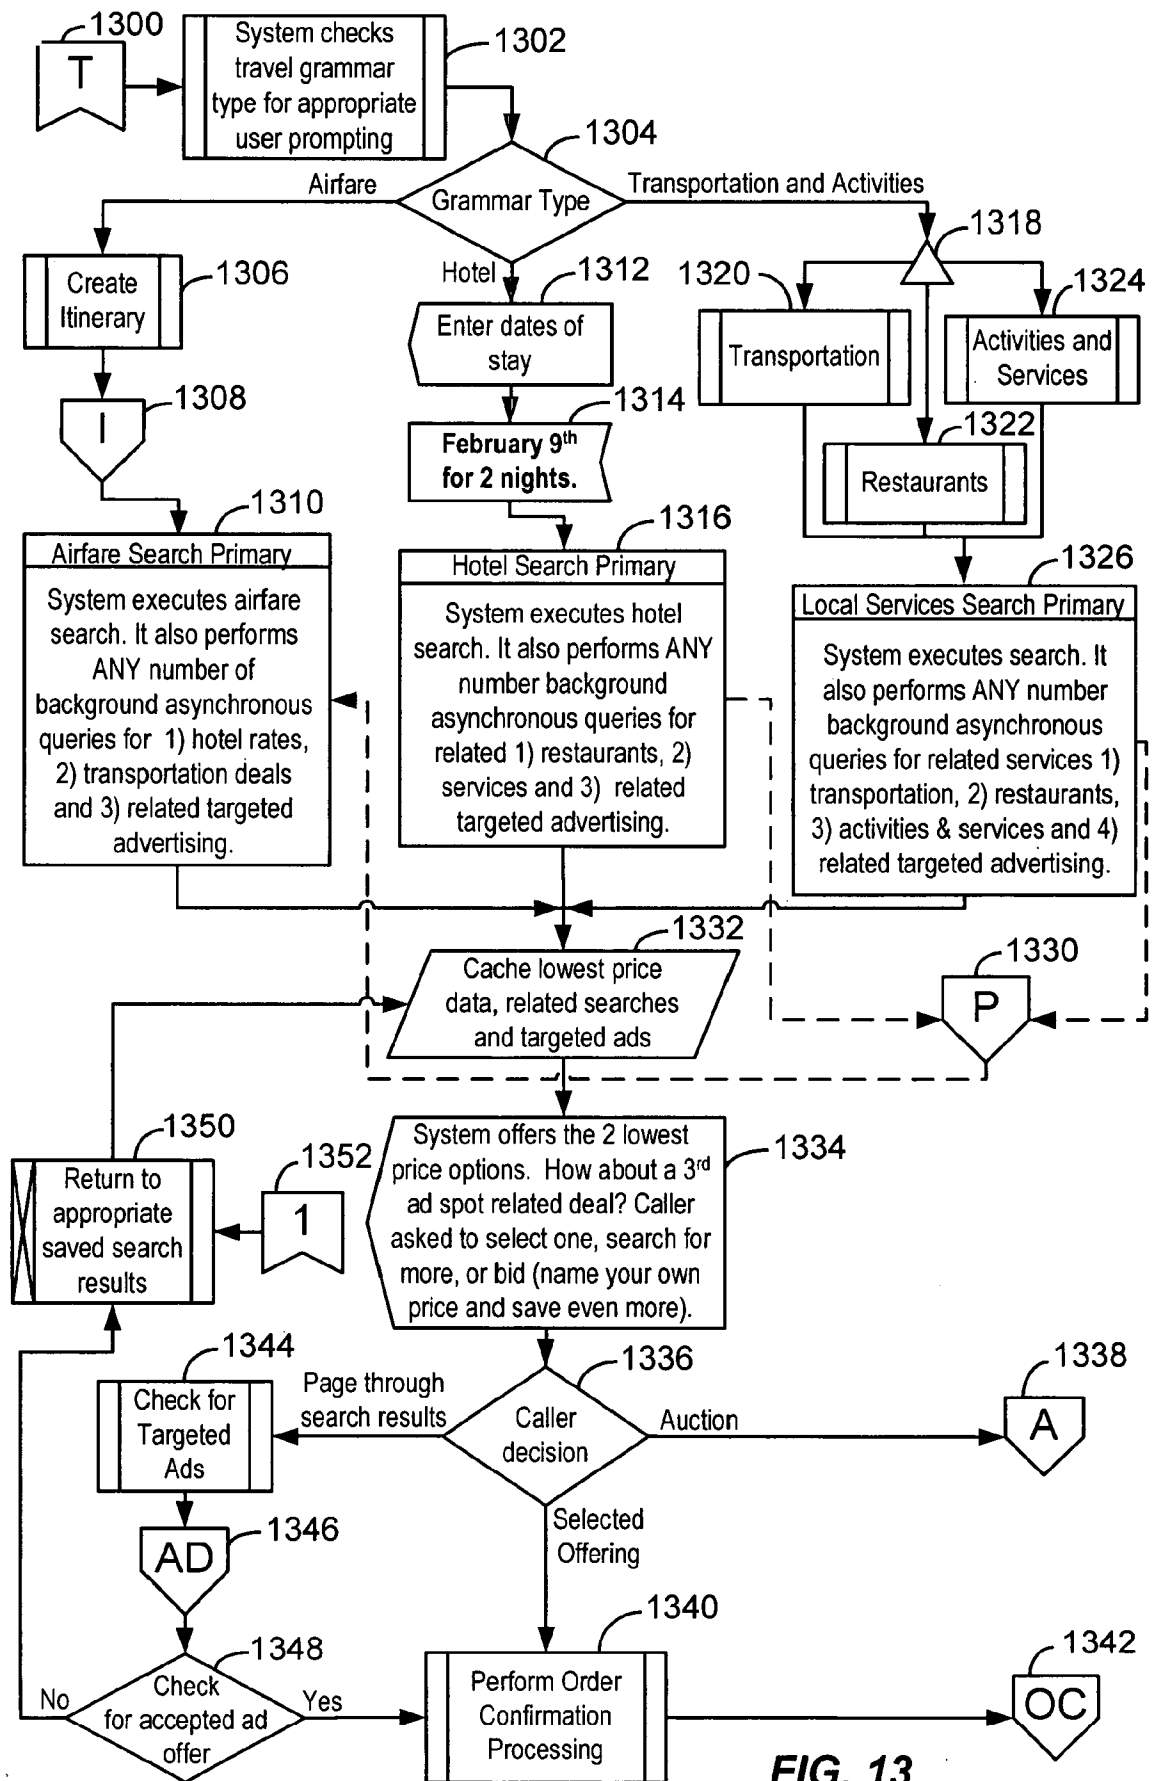 1300
T
System checks
travel grammar
type for appropriate
user prompting
1302
1304
Grammar Type
Airfare
Transportation and Activities
Hotel
1306
Create
Itinerary
1308
I
1312
Enter dates of
stay
1314
February 9th
for 2 nights.
1318
1320
Transportation
1324
Activities and
Services
1322
Restaurants
1310
Airfare Search Primary
System executes airfare
search. It also performs
ANY number of
background asynchronous
queries for 1) hotel rates,
2) transportation deals
and 3) related targeted
advertising.
1316
Hotel Search Primary
System executes hotel
search. It also performs ANY
number background
asynchronous queries for
related 1) restaurants, 2)
services and 3) related
targeted advertising.
1326
Local Services Search Primary
System executes search. It
also performs ANY number
background asynchronous
queries for related services 1)
transportation, 2) restaurants,
3) activities & services and 4)
related targeted advertising.
1332
Cache lowest price
data, related searches
and targeted ads
1330
P
1350
Return to
appropriate
saved search
results
1352
1
System offers the 2 lowest
price options. How about a 3rd
ad spot related deal? Caller
asked to select one, search for
more, or bid (name your own
price and save even more).
1334
1336
Caller
decision
Page through
search results
Auction
Selected
Offering
1338
A
1344
Check for
Targeted
Ads
1346
AD
1348
Check
for accepted ad
offer
No
Yes
1340
Perform Order
Confirmation
Processing
1342
OC
FIG. 13